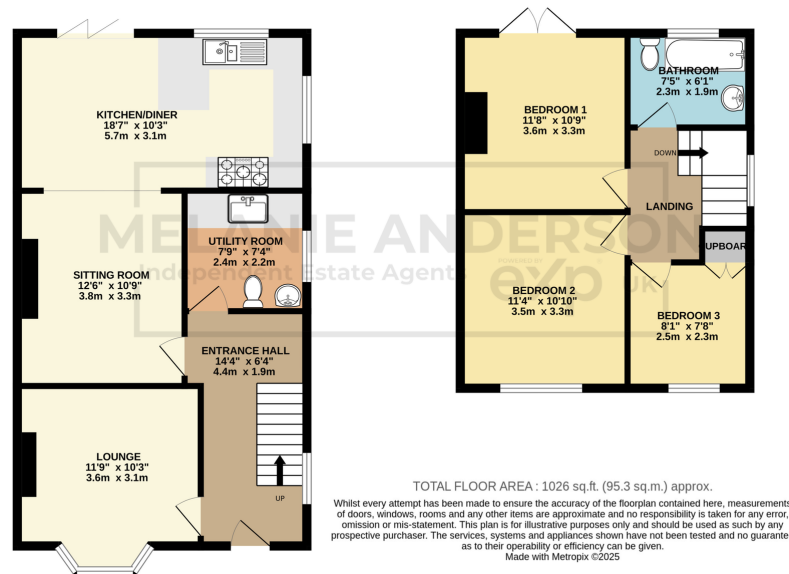 KITCHEN/DINER
18'7" x 10'3"
5.7m x 3.1m
UTILITY ROOM
7'9" x 7'4"
2.4m x 2.2m
SITTING ROOM
12'6" x 10'9"
3.8m x 3.3m
ENTRANCE HALL
14'4" x 6'4"
4.4m x 1.9m
LOUNGE
11'9" x 10'3"
3.6m x 3.1m
UP
BEDROOM 1
11'8" x 10'9"
3.6m x 3.3m
BATHROOM
7'5" x 6'1"
2.3m x 1.9m
DOWN
LANDING
CUPBOARD
BEDROOM 2
11'4" x 10'10"
3.5m x 3.3m
BEDROOM 3
8'1" x 7'8"
2.5m x 2.3m
MELANIE ANDERSON
Independent Estate Agent
POWERED BY
exp UK
TOTAL FLOOR AREA : 1026 sq.ft. (95.3 sq.m.) approx.
Whilst every attempt has been made to ensure the accuracy of the floorplan contained here, measurements
of doors, windows, rooms and any other items are approximate and no responsibility is taken for any error,
omission or mis-statement. This plan is for illustrative purposes only and should be used as such by any
prospective purchaser. The services, systems and appliances shown have not been tested and no guarantee
as to their operability or efficiency can be given.
Made with Metropix ©2025